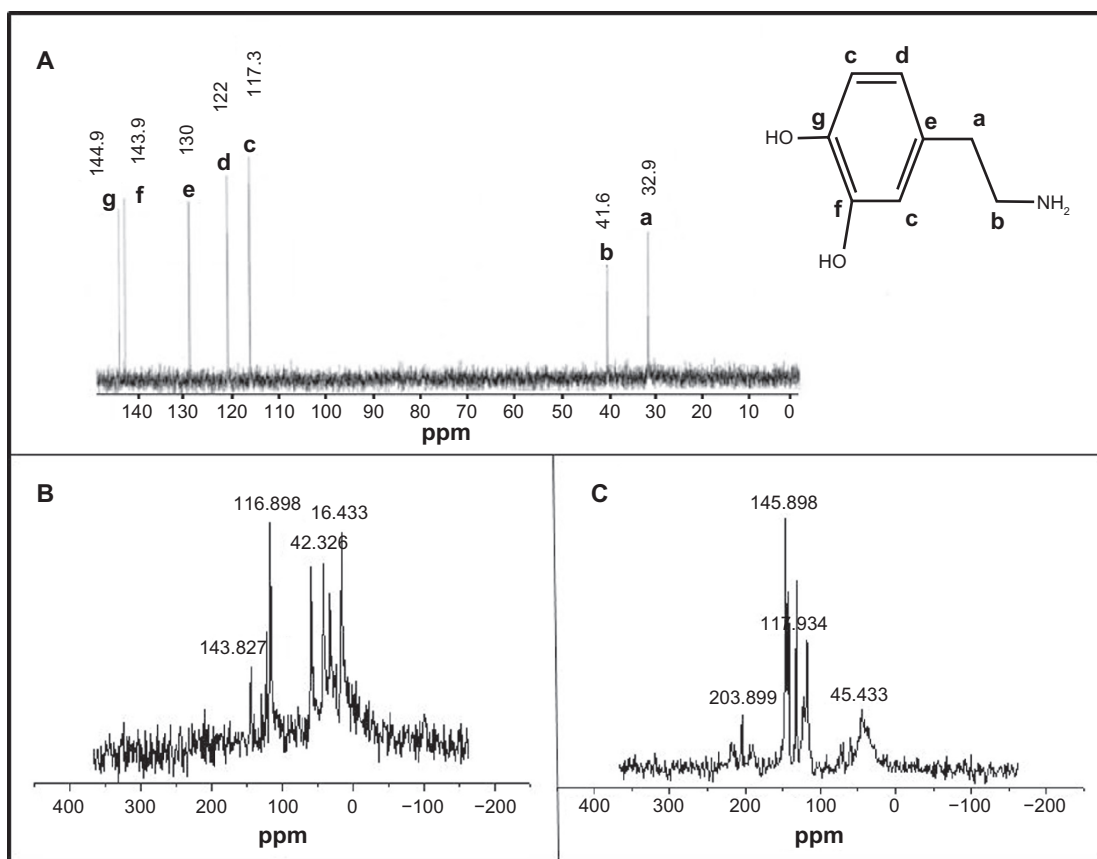 A
144.9
143.9
130
122
117.3
41.6
32.9
g
f
e
d
c
b
a
140 130 120 110 100 90 80 70 60 50 40 30 20 10 0
ppm
c d
g e a
HO
f c b NH₂
HO
B
116.898
16.433
42.326
143.827
400 300 200 100 0 −100 −200
ppm
C
145.898
117.934
203.899
45.433
400 300 200 100 0 −100 −200
ppm